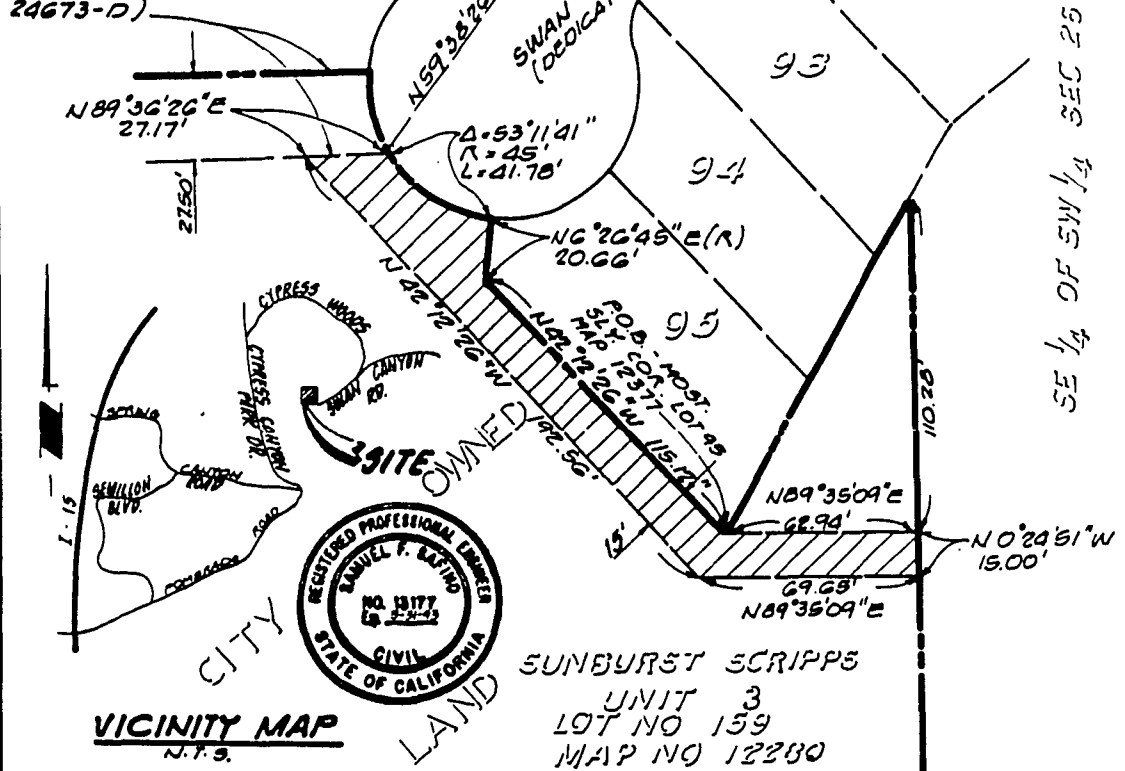 24673-D)
N59°38'26
SWAN
(DEDICAT
93
SE ¼ OF SW ¼ SEC 25
N89°36'26"E
27.17'
Δ=53°11'41"
R=45'
L=41.78'
94
27.50'
N6°26'45"E(R)
20.66'
N42°12'26"W
192.56'
95
P.O.B.-MOST.
SLY. COR. LOT 95
MAP 12377
N42°12'26"W 115.12'
110.28'
CYPRESS WOODS
CYPRESS CANYON
PARK DR.
SWAN CANYON
RD.
SITE
SPRING
CANYON
ROAD
SEMILLON
BLVD.
I-15
POMERADO ROAD
N89°35'09"E
62.94'
N0°24'51"W
15.00'
15'
69.68'
N89°35'09"E
CITY
OWNED
LAND
REGISTERED PROFESSIONAL ENGINEER
SAMUEL F. SAFINO
NO. 13177
Exp.
CIVIL
STATE OF CALIFORNIA
SUNBURST SCRIPPS
UNIT 3
LOT NO 159
MAP NO 12280
VICINITY MAP
N.T.S.